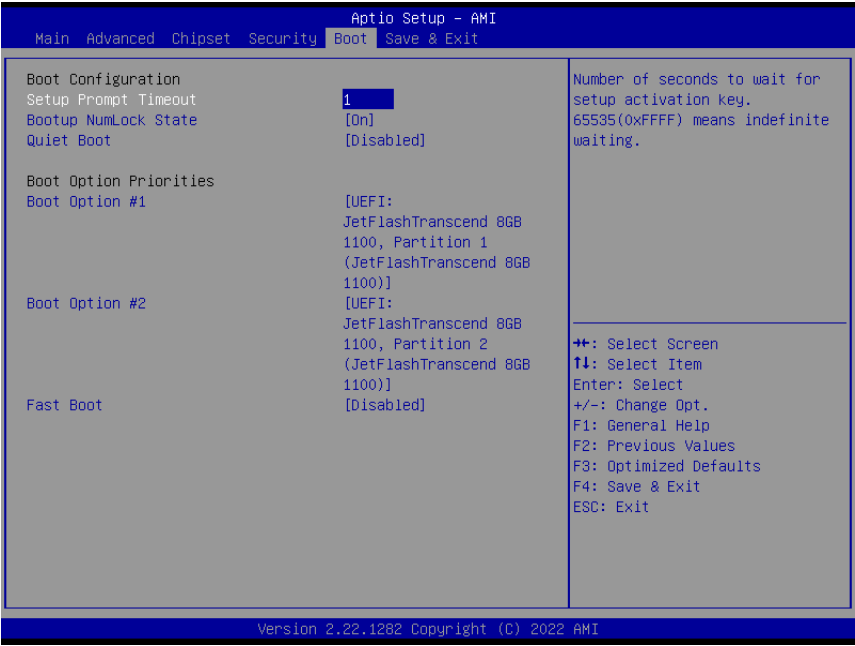 Aptio Setup - AMI
Main Advanced Chipset Security Boot Save & Exit
Boot Configuration
Setup Prompt Timeout 1
Bootup NumLock State [On]
Quiet Boot [Disabled]
Boot Option Priorities
Boot Option #1 [UEFI:
JetFlashTranscend 8GB
1100, Partition 1
(JetFlashTranscend 8GB
1100)]
Boot Option #2 [UEFI:
JetFlashTranscend 8GB
1100, Partition 2
(JetFlashTranscend 8GB
1100)]
Fast Boot [Disabled]
Number of seconds to wait for
setup activation key.
65535(0xFFFF) means indefinite
waiting.
→←: Select Screen
↑↓: Select Item
Enter: Select
+/-: Change Opt.
F1: General Help
F2: Previous Values
F3: Optimized Defaults
F4: Save & Exit
ESC: Exit
Version 2.22.1282 Copyright (C) 2022 AMI